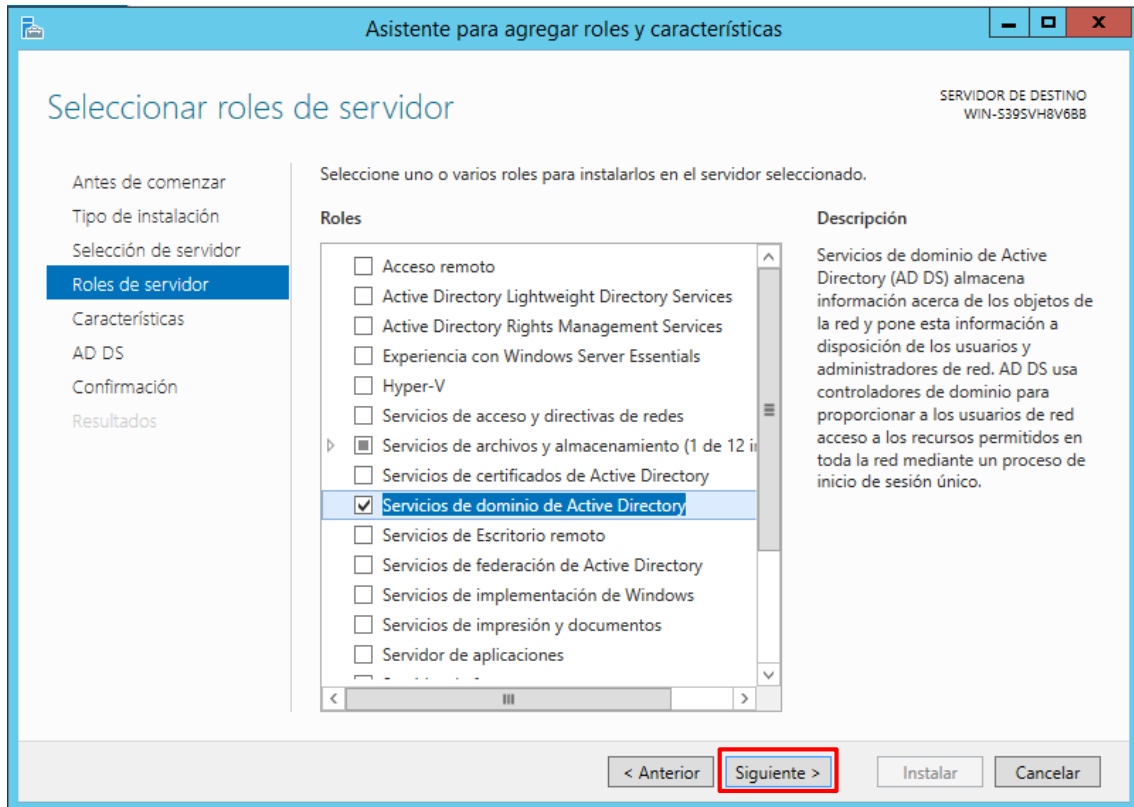 Asistente para agregar roles y características
x
Seleccionar roles de servidor
SERVIDOR DE DESTINO
WIN-S39SVH8V6BB
Antes de comenzar
Tipo de instalación
Selección de servidor
Roles de servidor
Características
AD DS
Confirmación
Resultados
Seleccione uno o varios roles para instalarlos en el servidor seleccionado.
Roles
Acceso remoto
Active Directory Lightweight Directory Services
Active Directory Rights Management Services
Experiencia con Windows Server Essentials
Hyper-V
Servicios de acceso y directivas de redes
Servicios de archivos y almacenamiento (1 de 12 i
Servicios de certificados de Active Directory
Servicios de dominio de Active Directory
Servicios de Escritorio remoto
Servicios de federación de Active Directory
Servicios de implementación de Windows
Servicios de impresión y documentos
Servidor de aplicaciones
Descripción
Servicios de dominio de Active
Directory (AD DS) almacena
información acerca de los objetos de
la red y pone esta información a
disposición de los usuarios y
administradores de red. AD DS usa
controladores de dominio para
proporcionar a los usuarios de red
acceso a los recursos permitidos en
toda la red mediante un proceso de
inicio de sesión único.
< Anterior
Siguiente >
Instalar
Cancelar